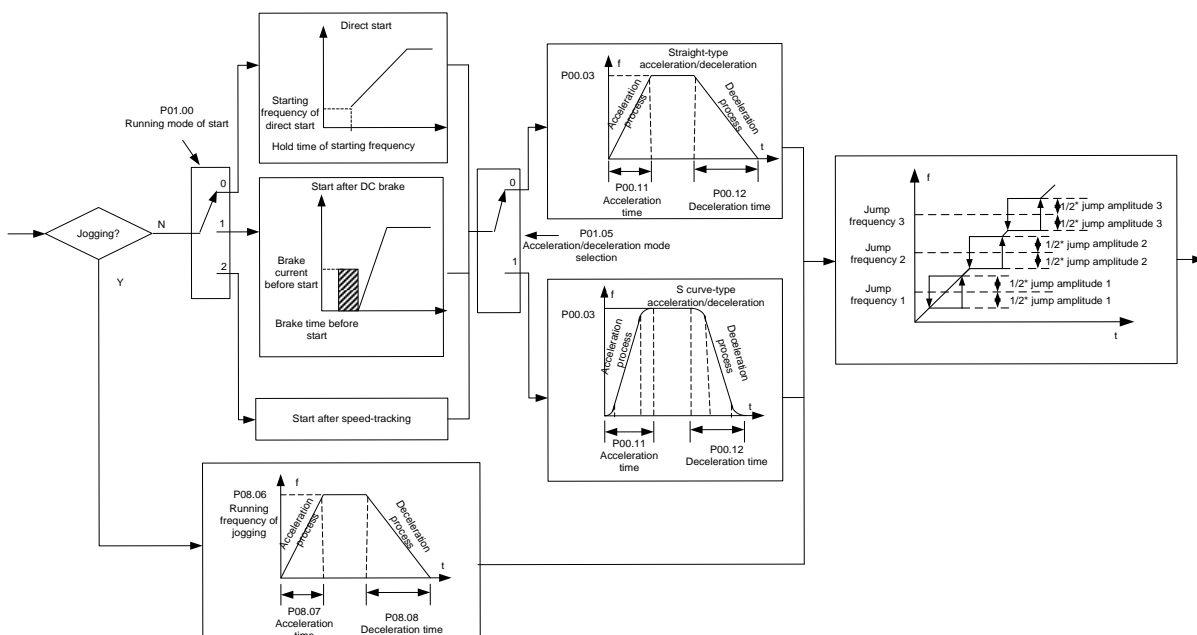 Direct start
Starting
frequency of
direct start
Hold time of starting frequency
P01.00
Running mode of start
0
1
2
Jogging?
N
Y
Start after DC brake
Brake
current
before start
Brake time before
start
Start after speed-tracking
0
1
P01.05
Acceleration/deceleration mode
selection
Straight-type
acceleration/deceleration
f
P00.03
Acceleration
process
Deceleration
process
t
P00.11
Acceleration
time
P00.12
Deceleration time
S curve-type
acceleration/deceleration
f
P00.03
Acceleration
process
Deceleration
process
t
P00.11
Acceleration
time
P00.12
Deceleration time
P08.06
Running
frequency of
jogging
f
Acceleration
process
Deceleration
process
t
P08.07
Acceleration
time
P08.08
Deceleration time
f
Jump
frequency 3
1/2* jump amplitude 3
1/2* jump amplitude 3
Jump
frequency 2
1/2* jump amplitude 2
1/2* jump amplitude 2
Jump
frequency 1
1/2* jump amplitude 1
1/2* jump amplitude 1
t